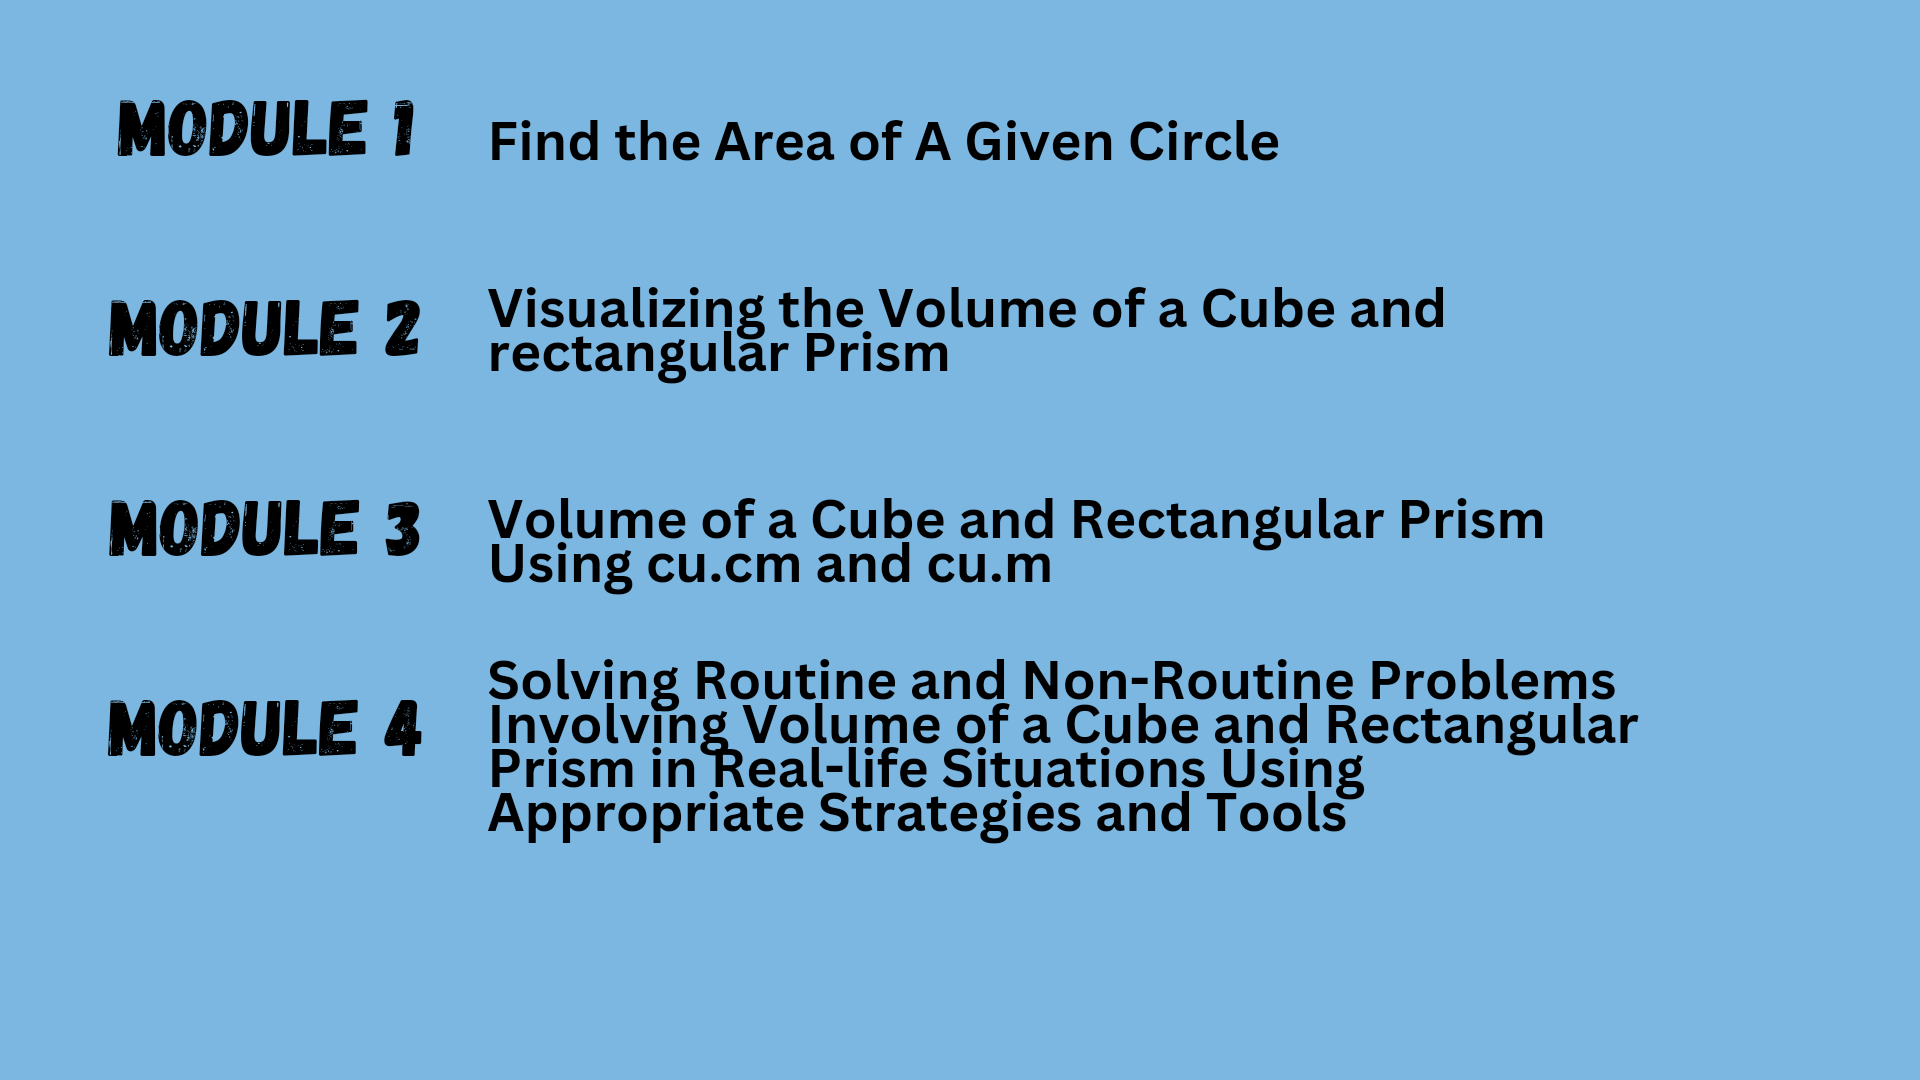 MODULE 1
Find the Area of A Given Circle
MODULE 2
Visualizing the Volume of a Cube and
rectangular Prism
MODULE 3
Volume of a Cube and Rectangular Prism
Using cu.cm and cu.m
MODULE 4
Solving Routine and Non-Routine Problems
Involving Volume of a Cube and Rectangular
Prism in Real-life Situations Using
Appropriate Strategies and Tools